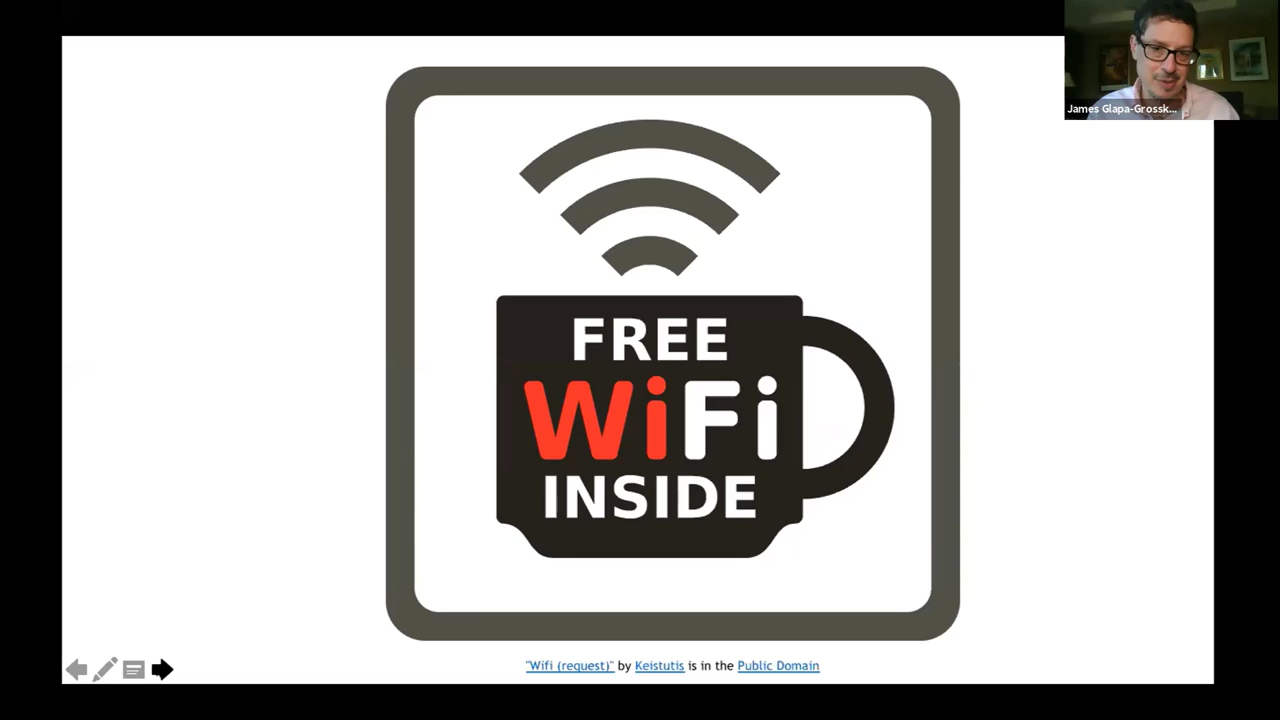 James Glapa-Grossk...
FREE
WiFi
INSIDE
"Wifi (request)" by Keistutis is in the Public Domain